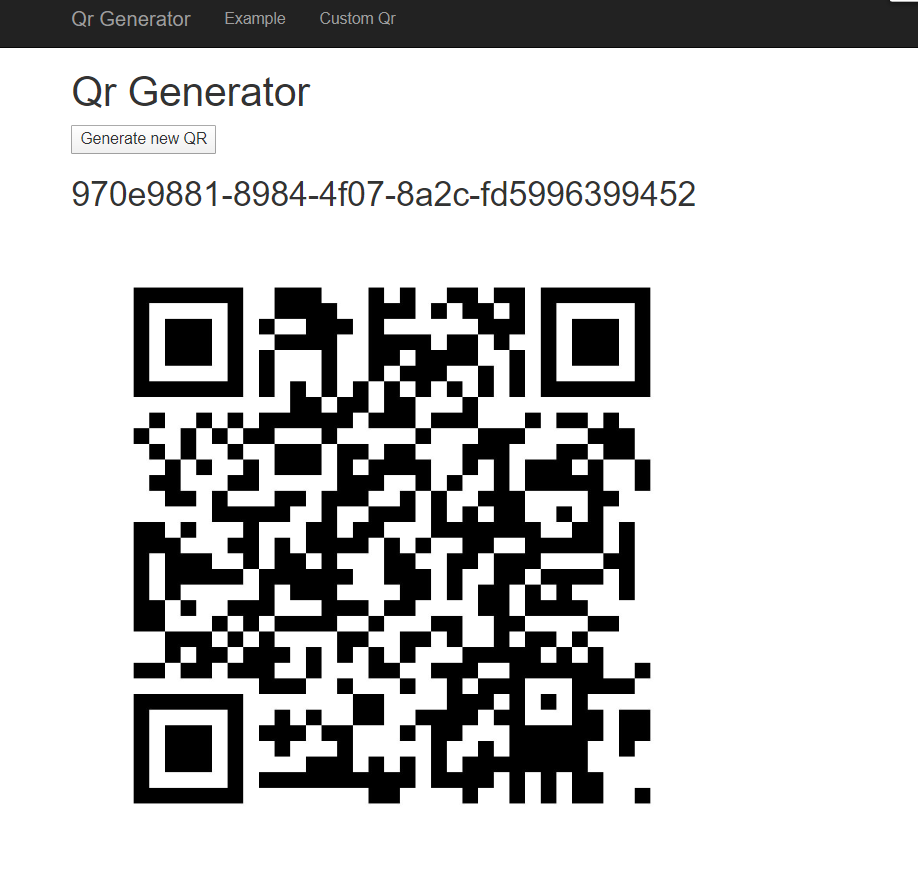 Qr Generator Example Custom Qr
Qr Generator
Generate new QR
970e9881-8984-4f07-8a2c-fd5996399452